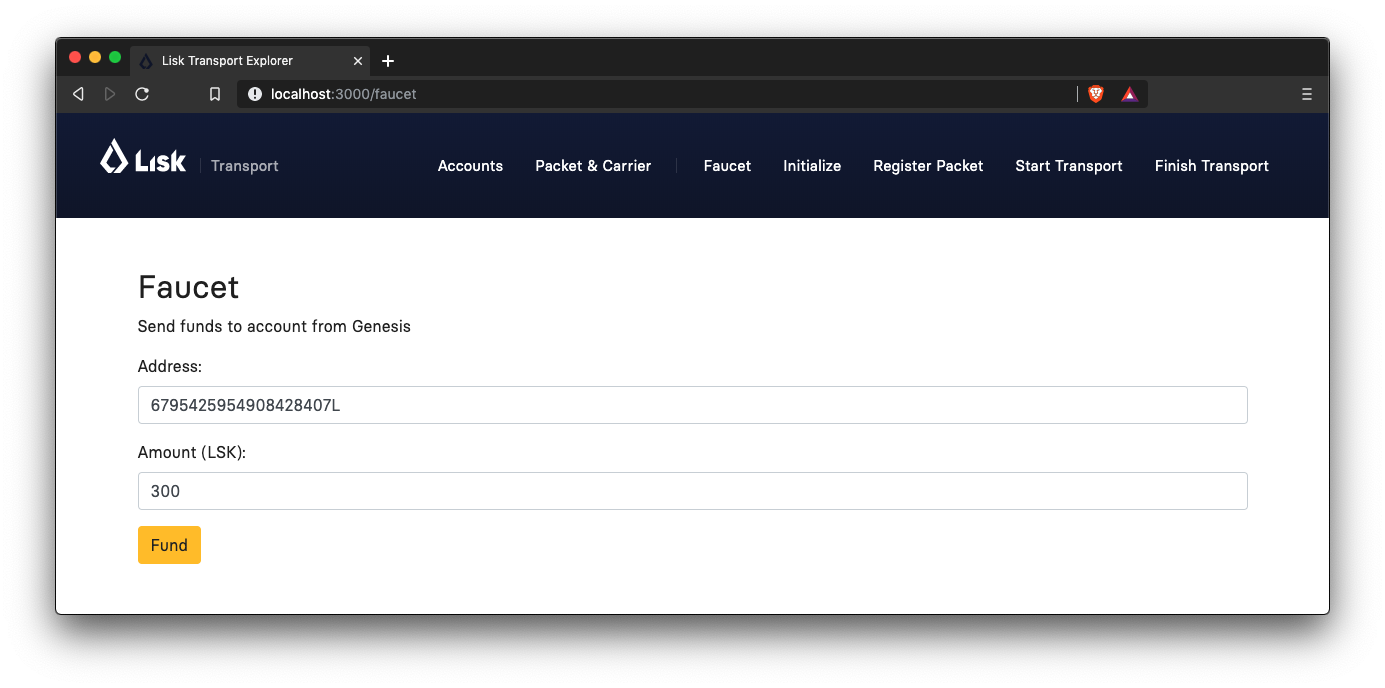 Lisk Transport Explorer
localhost:3000/faucet
Lisk Transport Accounts Packet & Carrier Faucet Initialize Register Packet Start Transport Finish Transport
Faucet
Send funds to account from Genesis
Address:
6795425954908428407L
Amount (LSK):
300
Fund